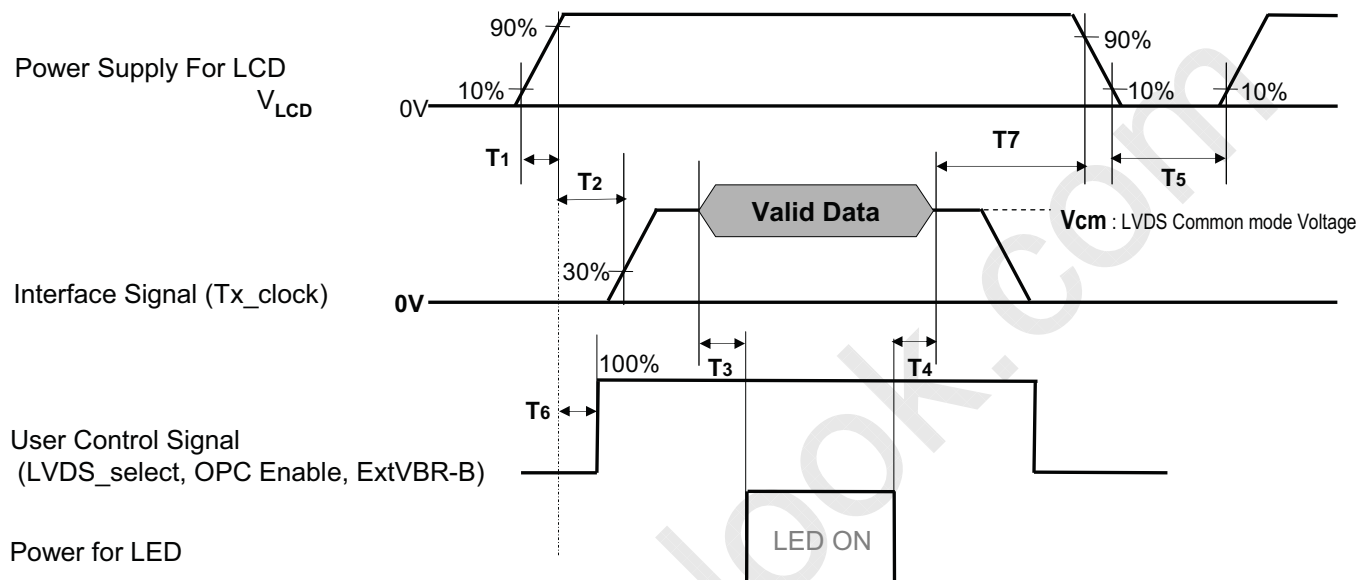 90%
90%
Power Supply For LCD
VLCD
10%
10%
10%
0V
T1
T2
T7
T5
Valid Data
Vcm : LVDS Common mode Voltage
30%
Interface Signal (Tx_clock)
0V
T3
T4
100%
T6
User Control Signal
(LVDS_select, OPC Enable, ExtVBR-B)
LED ON
Power for LED
look.com